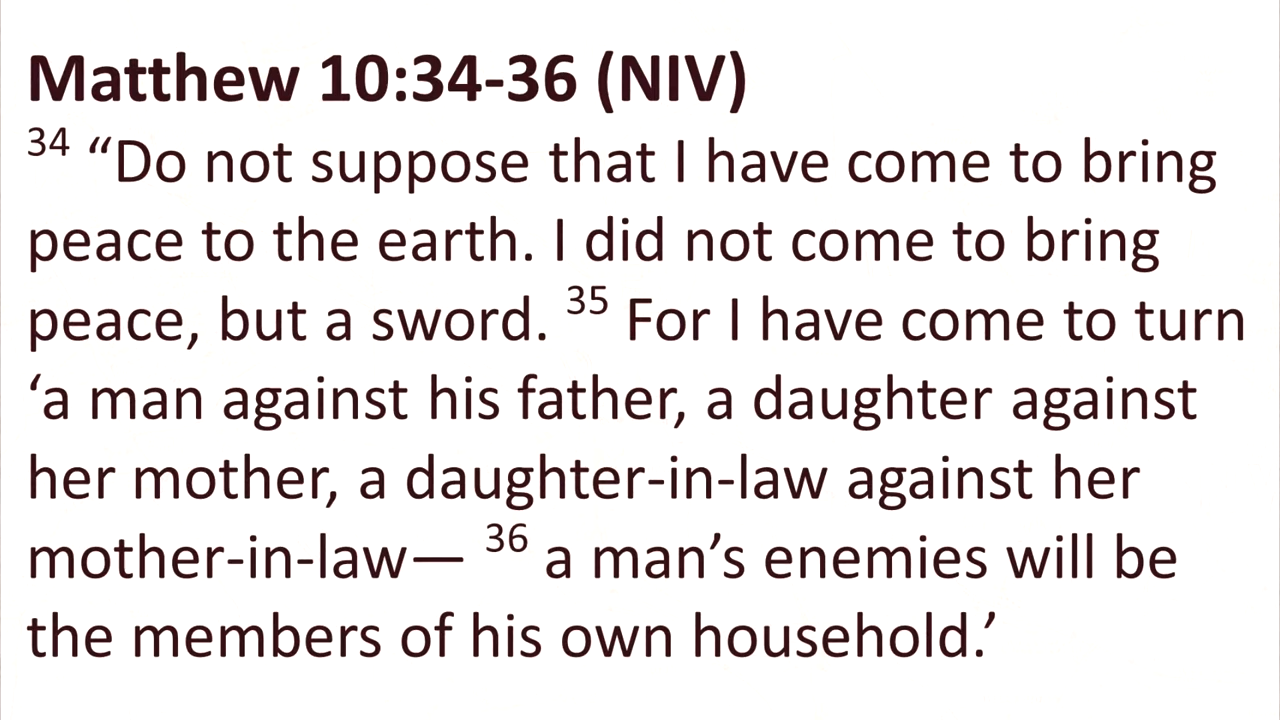 Matthew 10:34-36 (NIV)
34 “Do not suppose that I have come to bring
peace to the earth. I did not come to bring
peace, but a sword. 35 For I have come to turn
‘a man against his father, a daughter against
her mother, a daughter-in-law against her
mother-in-law— 36 a man’s enemies will be
the members of his own household.’